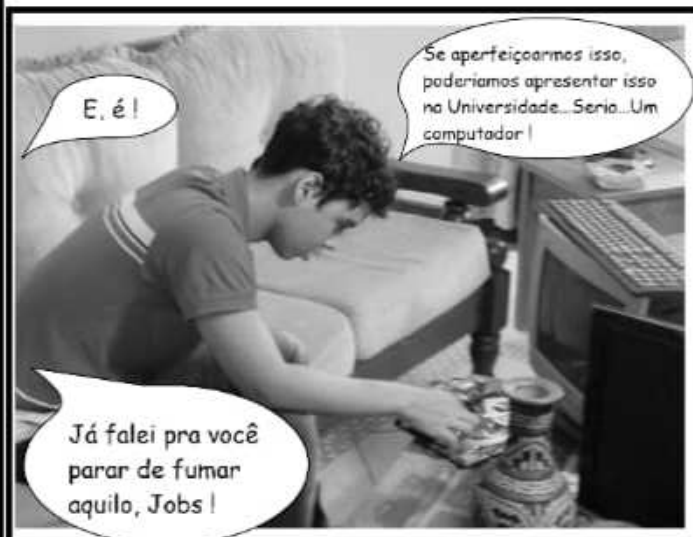 E, é !
Se aperfeiçoarmos isso,
poderiamos apresentar isso
na Universidade...Seria...Um
computador !
Já falei pra você
parar de fumar
aquilo, Jobs !